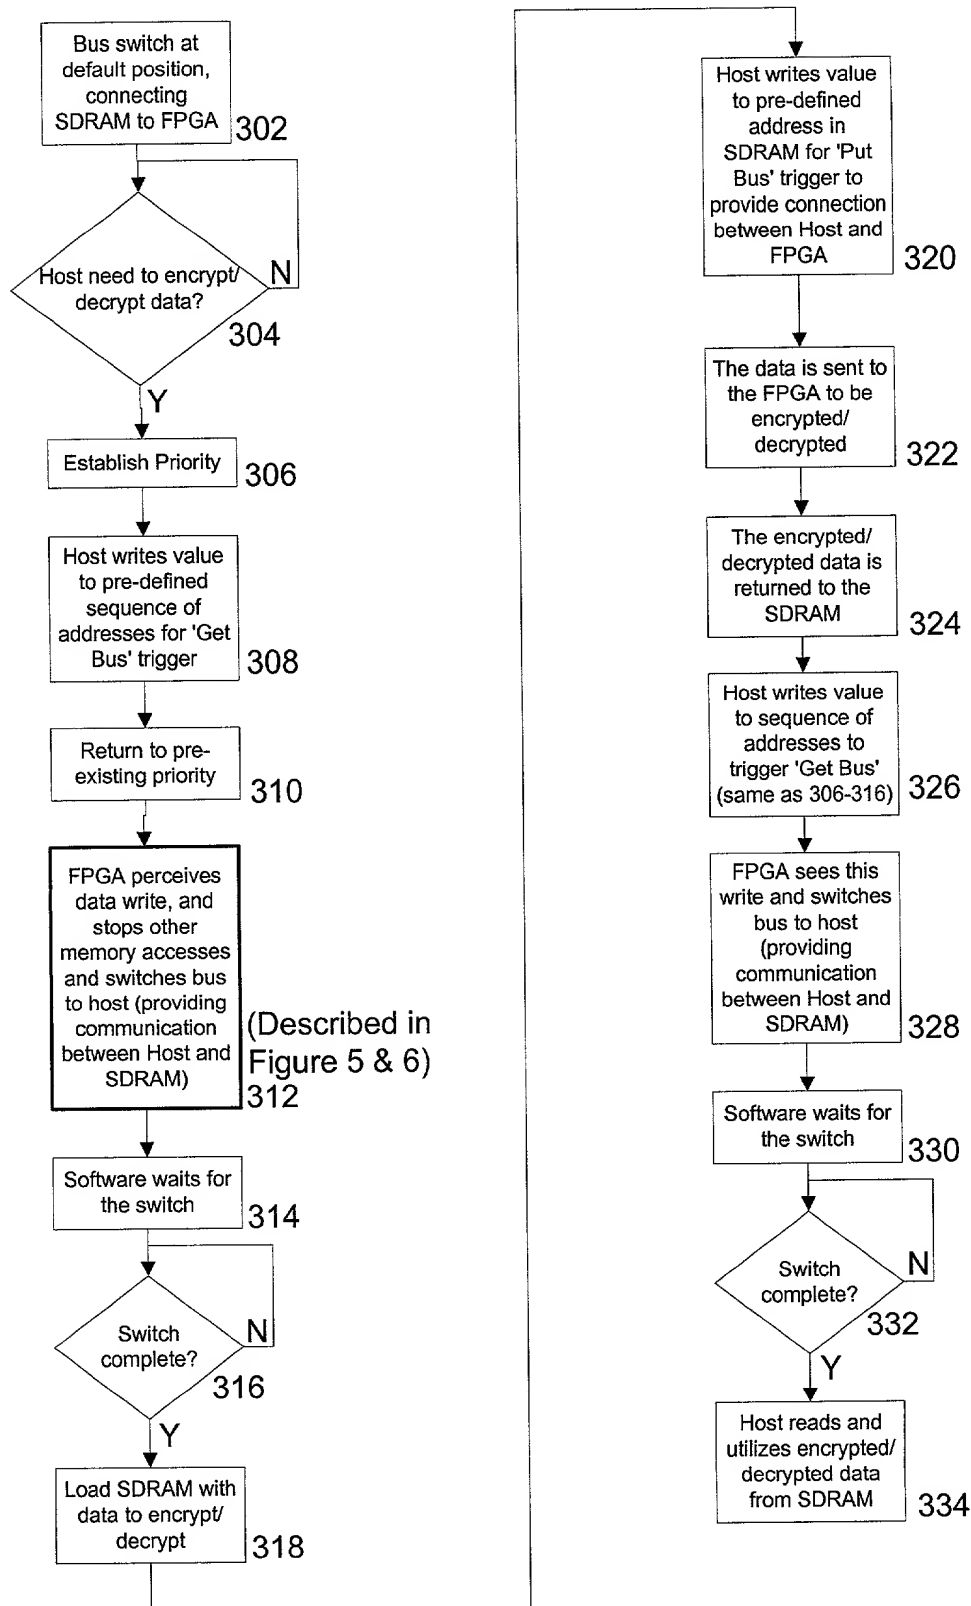 Bus switch at
default position,
connecting
SDRAM to FPGA
302
Host need to encrypt/
decrypt data?
N
304
Y
Establish Priority
306
Host writes value
to pre-defined
sequence of
addresses for 'Get
Bus' trigger
308
Return to pre-
existing priority
310
FPGA perceives
data write, and
stops other
memory accesses
and switches bus
to host (providing
communication
between Host and
SDRAM)
(Described in
Figure 5 & 6)
312
Software waits for
the switch
314
Switch
complete?
N
316
Y
Load SDRAM with
data to encrypt/
decrypt
318
Host writes value
to pre-defined
address in
SDRAM for 'Put
Bus' trigger to
provide connection
between Host and
FPGA
320
The data is sent to
the FPGA to be
encrypted/
decrypted
322
The encrypted/
decrypted data is
returned to the
SDRAM
324
Host writes value
to sequence of
addresses to
trigger 'Get Bus'
(same as 306-316)
326
FPGA sees this
write and switches
bus to host
(providing
communication
between Host and
SDRAM)
328
Software waits for
the switch
330
Switch
complete?
N
332
Y
Host reads and
utilizes encrypted/
decrypted data
from SDRAM
334